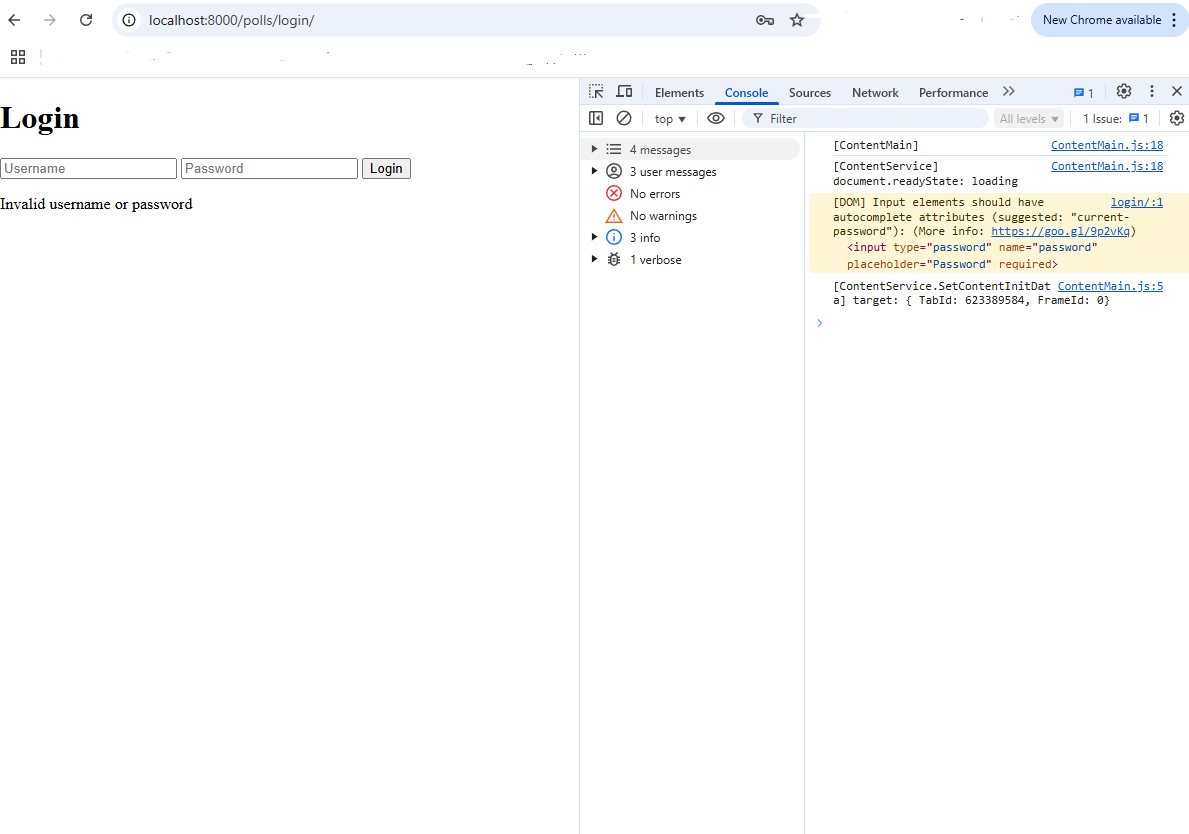 localhost:8000/polls/login/
New Chrome available
Login
Username
Password
Login
Invalid username or password
Elements
Console
Sources
Network
Performance
1
top
Filter
All levels
1 Issue:
1
4 messages
3 user messages
No errors
No warnings
3 info
1 verbose
[ContentMain] ContentMain.js:18
[ContentService] ContentMain.js:18
document.readyState: loading
[DOM] Input elements should have login/:1
autocomplete attributes (suggested: "current-
password"): (More info: https://goo.gl/9p2vKq)
<input type="password" name="password"
placeholder="Password" required>
[ContentService.SetContentInitDat ContentMain.js:5
a] target: { TabId: 623389584, FrameId: 0}